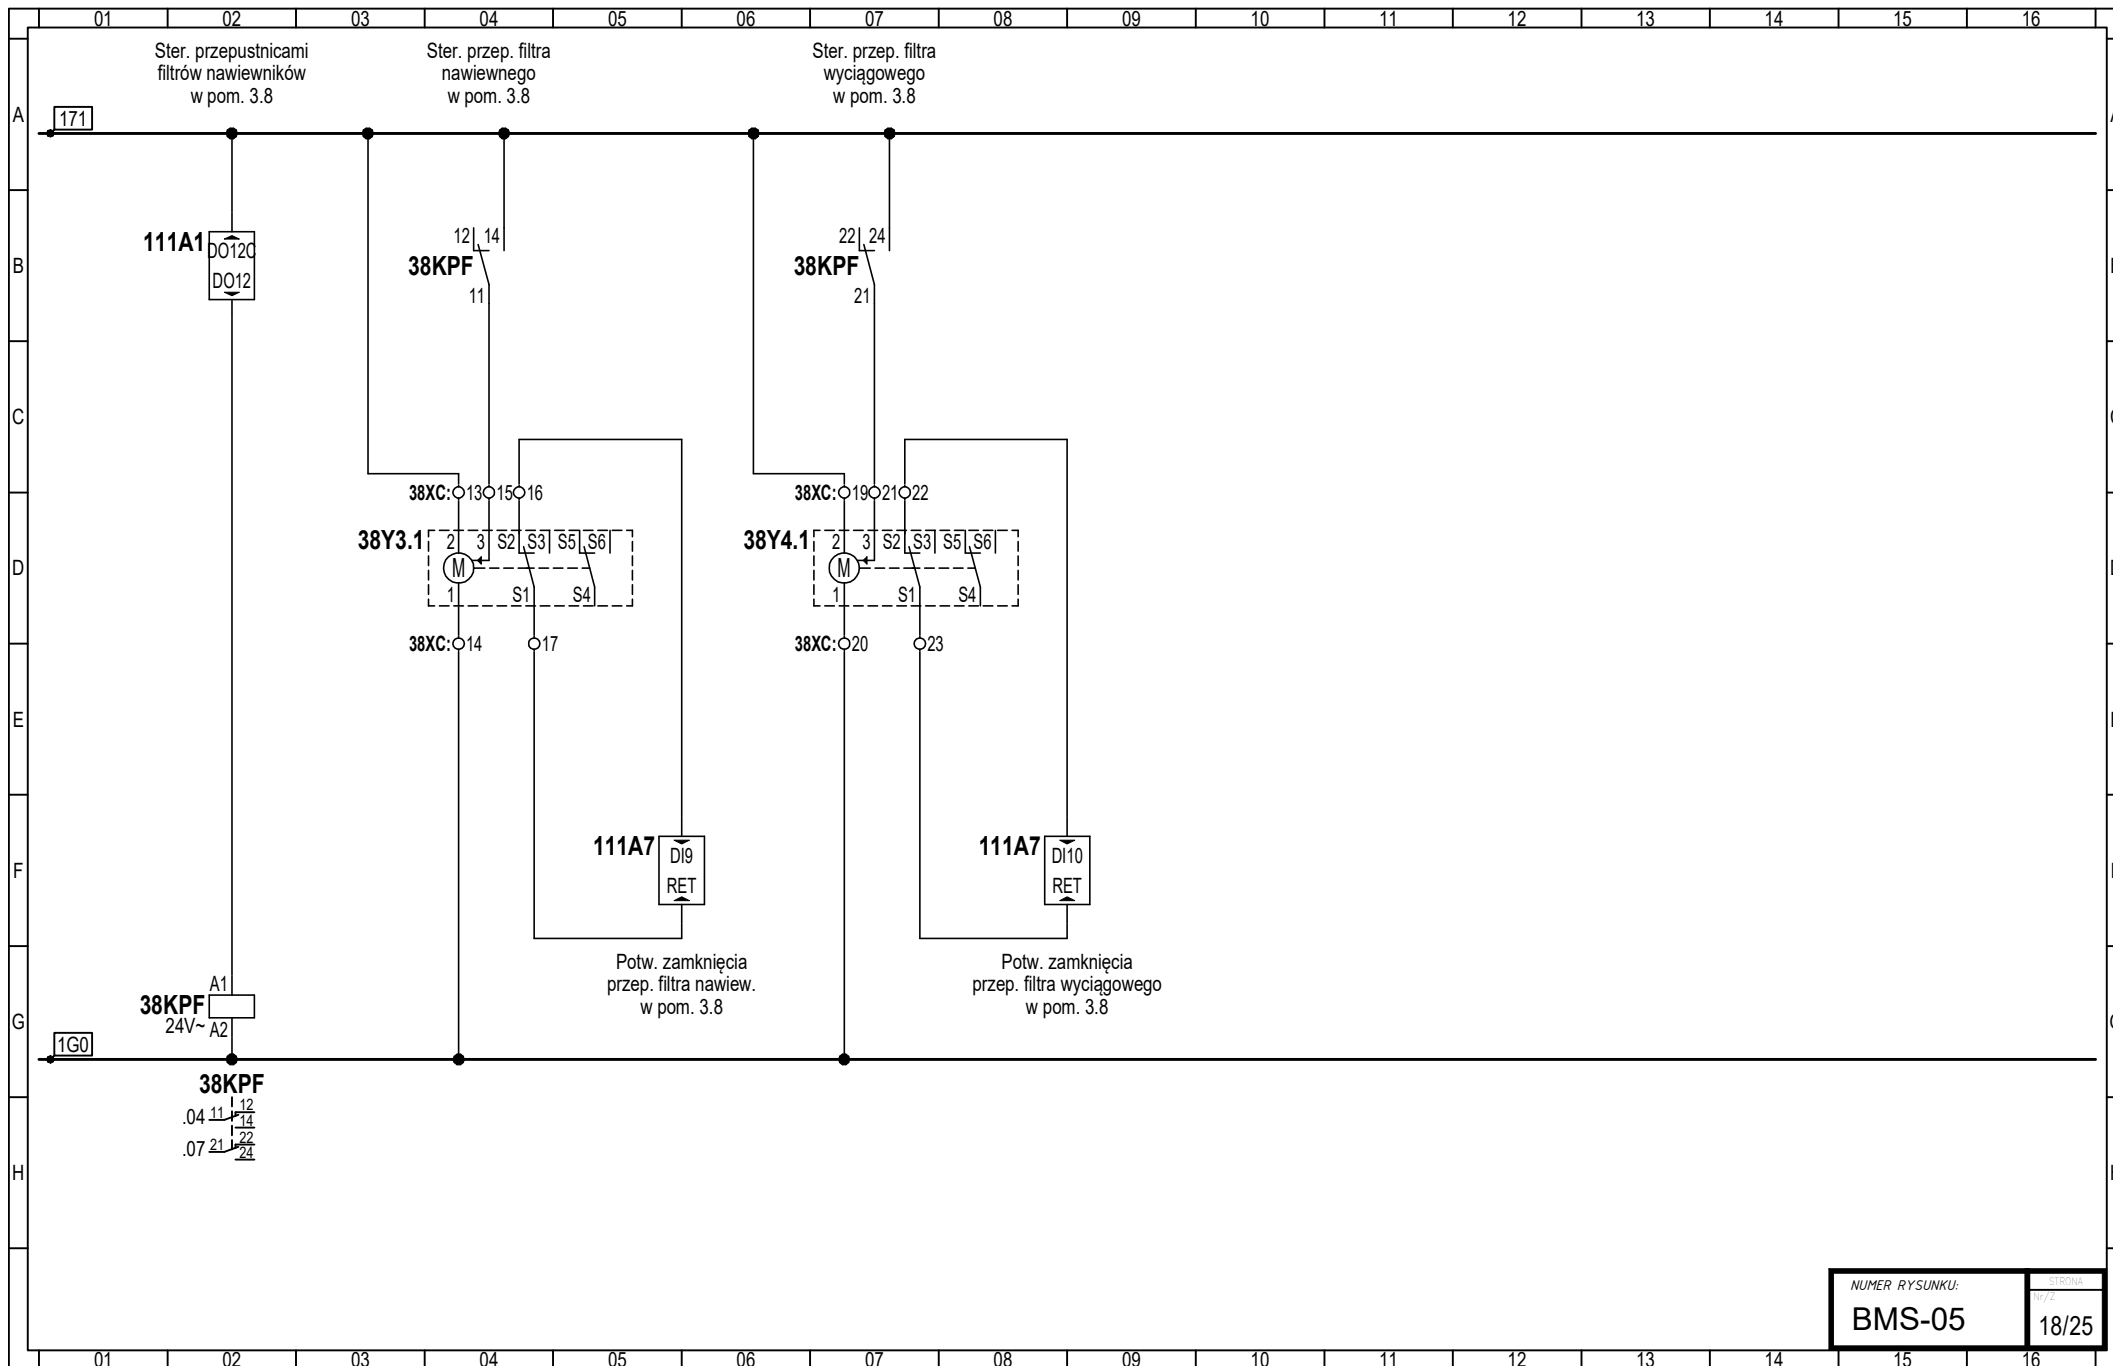 01 02 03 04 05 06 07 08 09 10 11 12 13 14 15 16
Ster. przepustnicami
filtrów nawiewników
w pom. 3.8
Ster. przep. filtra
nawiewnego
w pom. 3.8
Ster. przep. filtra
wyciągowego
w pom. 3.8
A
171
B
111A1
DO12C
DO12
12 14
38KPF
11
22 24
38KPF
21
C
38XC: 13 15 16
38XC: 19 21 22
D
38Y3.1
2 3 S2 S3 S5 S6
M
1 S1 S4
38Y4.1
2 3 S2 S3 S5 S6
M
1 S1 S4
38XC: 14 17
38XC: 20 23
E
F
111A7
DI9
RET
111A7
DI10
RET
Potw. zamknięcia
przep. filtra nawiew.
w pom. 3.8
Potw. zamknięcia
przep. filtra wyciągowego
w pom. 3.8
G
A1
38KPF
24V~ A2
1G0
38KPF
.04 11 12
14
.07 21 22
24
H
NUMER RYSUNKU:
BMS-05
STRONA
Nr/Z
18/25
01 02 03 04 05 06 07 08 09 10 11 12 13 14 15 16